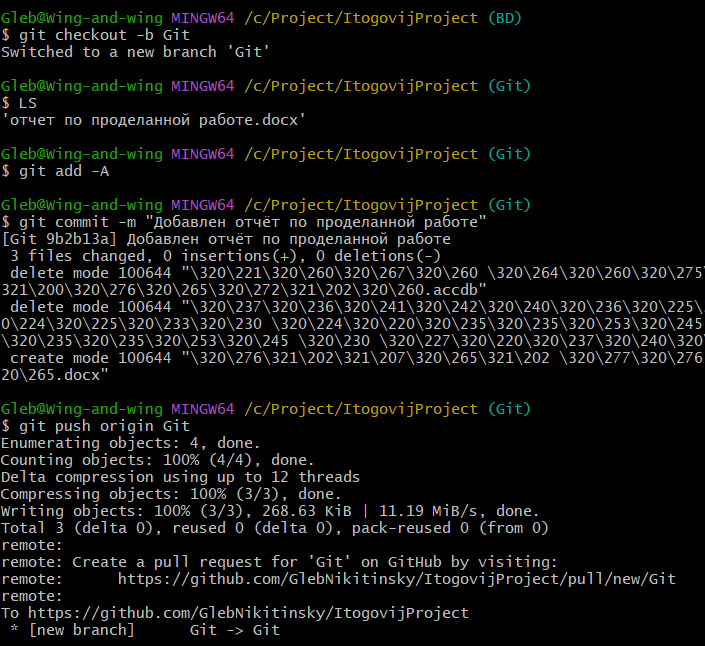 Gleb@Wing-and-wing MINGW64 /c/Project/ItogovijProject (BD)
$ git checkout -b Git
Switched to a new branch 'Git'
Gleb@Wing-and-wing MINGW64 /c/Project/ItogovijProject (Git)
$ LS
'отчет по проделанной работе.docx'
Gleb@Wing-and-wing MINGW64 /c/Project/ItogovijProject (Git)
$ git add -A
Gleb@Wing-and-wing MINGW64 /c/Project/ItogovijProject (Git)
$ git commit -m "Добавлен отчёт по проделанной работе"
[Git 9b2b13a] Добавлен отчёт по проделанной работе
 3 files changed, 0 insertions(+), 0 deletions(-)
 delete mode 100644 "\320\221\320\260\320\267\320\260 \320\264\320\260\320\275
321\200\320\276\320\265\320\272\321\202\320\260.accdb"
 delete mode 100644 "\320\237\320\236\320\241\320\242\320\240\320\236\320\225\
0\224\320\225\320\233\320\230 \320\224\320\220\320\235\320\235\320\253\320\245
\320\235\320\235\320\253\320\245 \320\230 \320\227\320\220\320\237\320\240\320\
 create mode 100644 "\320\276\321\202\321\207\320\265\321\202 \320\277\320\276
20\265.docx"
Gleb@Wing-and-wing MINGW64 /c/Project/ItogovijProject (Git)
$ git push origin Git
Enumerating objects: 4, done.
Counting objects: 100% (4/4), done.
Delta compression using up to 12 threads
Compressing objects: 100% (3/3), done.
Writing objects: 100% (3/3), 268.63 KiB | 11.19 MiB/s, done.
Total 3 (delta 0), reused 0 (delta 0), pack-reused 0 (from 0)
remote:
remote: Create a pull request for 'Git' on GitHub by visiting:
remote:      https://github.com/GlebNikitinsky/ItogovijProject/pull/new/Git
remote:
To https://github.com/GlebNikitinsky/ItogovijProject
 * [new branch]      Git -> Git